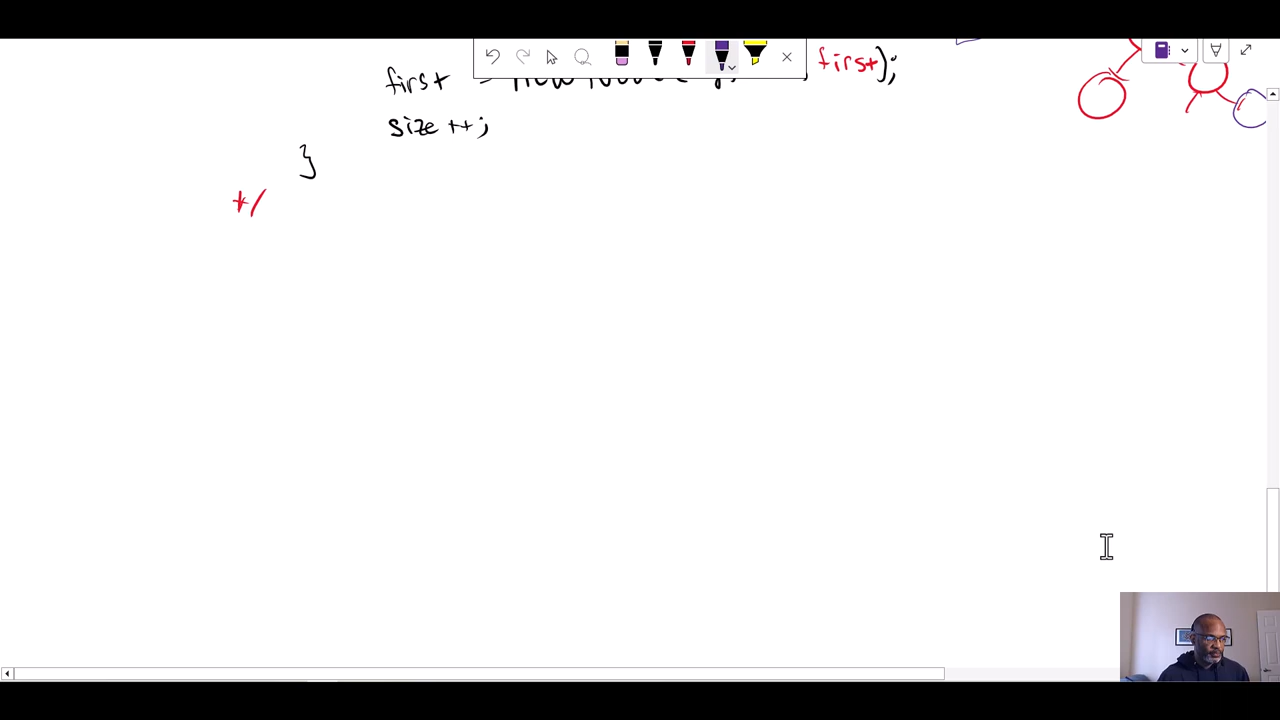 first);
first =
size ++;
}
*/